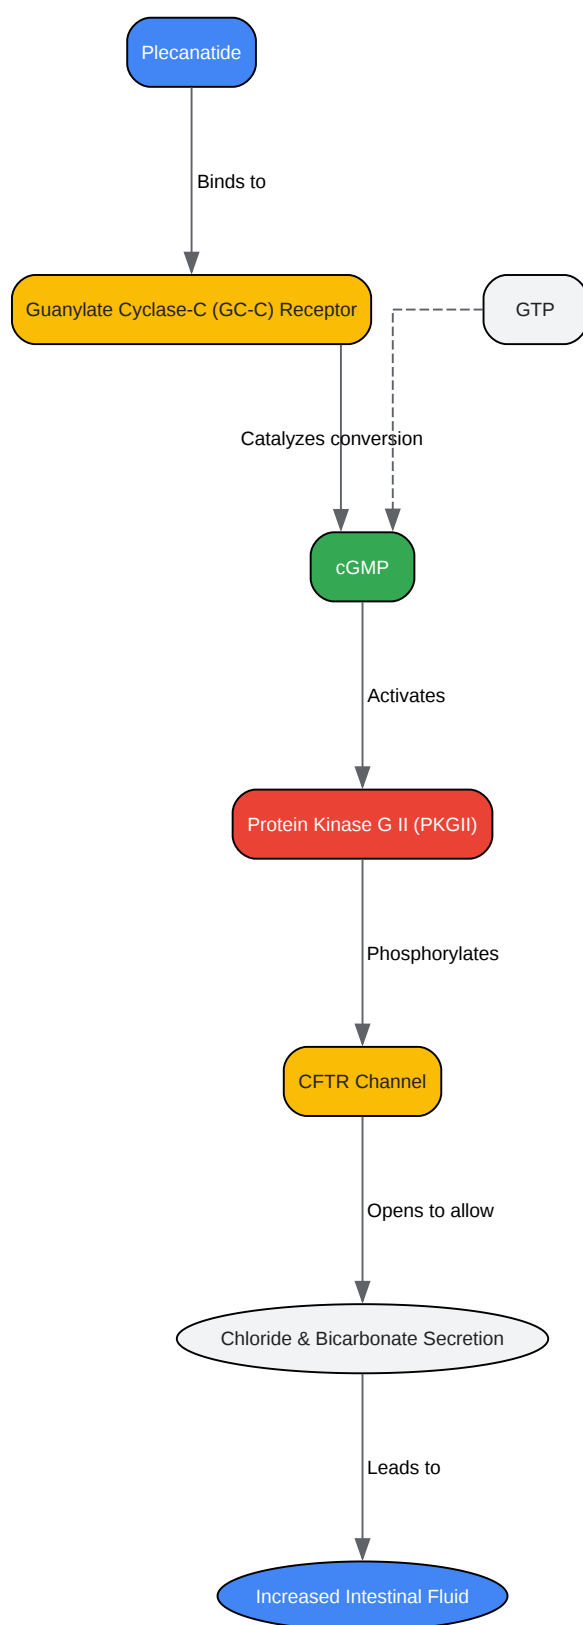 Plecanatide
Binds to
Guanylate Cyclase-C (GC-C) Receptor
GTP
Catalyzes conversion
cGMP
Activates
Protein Kinase G II (PKGII)
Phosphorylates
CFTR Channel
Opens to allow
Chloride & Bicarbonate Secretion
Leads to
Increased Intestinal Fluid